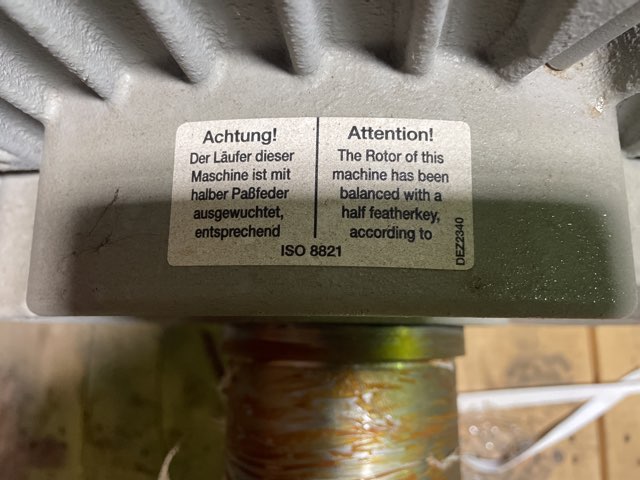 Achtung!
Der Läufer dieser
Maschine ist mit
halber Paßfeder
ausgewuchtet,
entsprechend
Attention!
The Rotor of this
machine has been
balanced with a
half featherkey,
according to
ISO 8821
DEZ2340